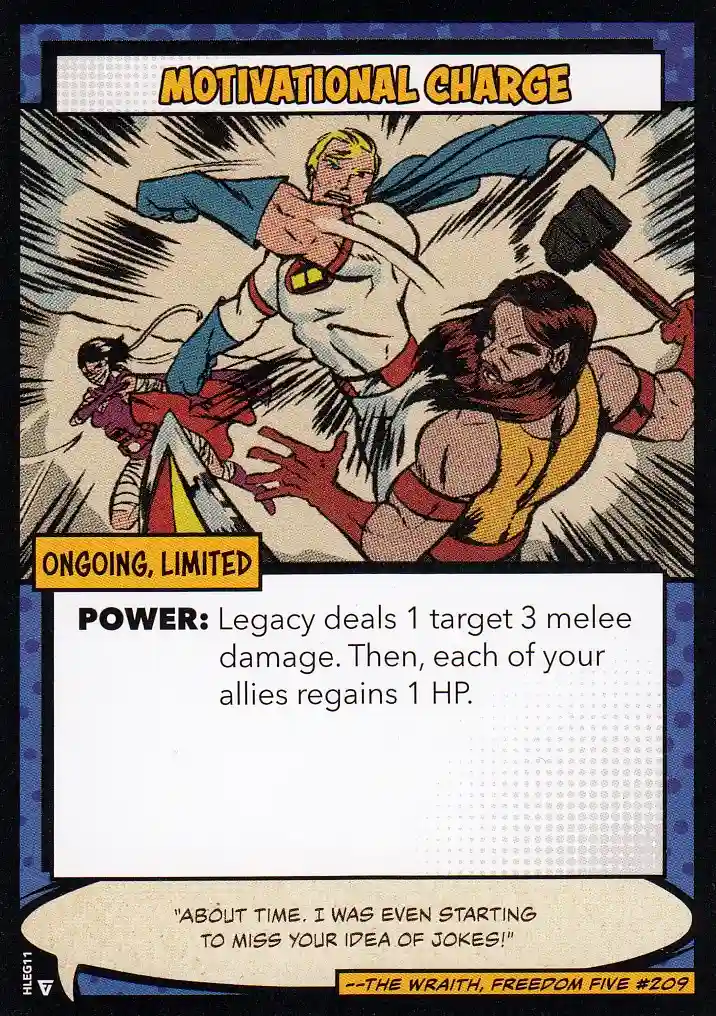 MOTIVATIONAL CHARGE
ONGOING, LIMITED
POWER: Legacy deals 1 target 3 melee
damage. Then, each of your
allies regains 1 HP.
"ABOUT TIME. I WAS EVEN STARTING
TO MISS YOUR IDEA OF JOKES!"
--THE WRAITH, FREEDOM FIVE #209
HLEG11